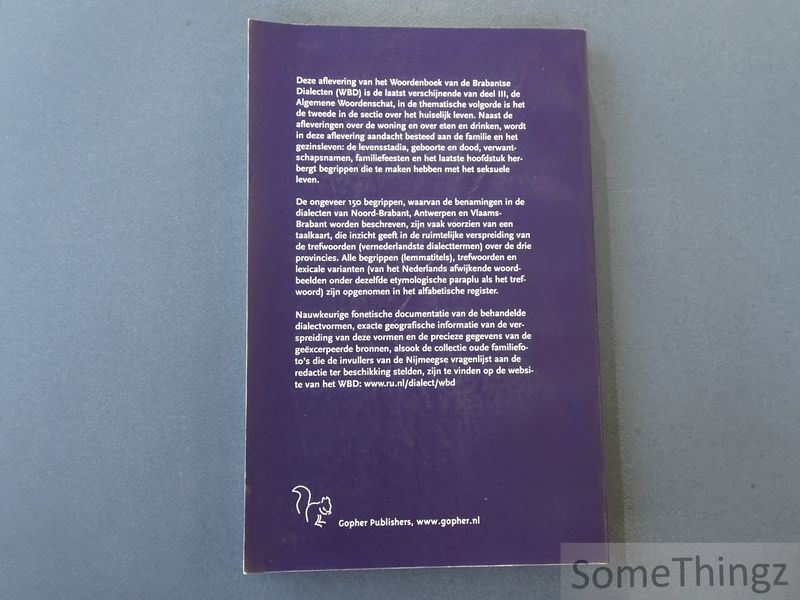 Deze aflevering van het Woordenboek van de Brabantse
Dialecten (WBD) is de laatst verschijnende van deel III, de
Algemene Woordenschat, in de thematische volgorde is het
de tweede in de sectie over het huiselijk leven. Naast de
afleveringen over de woning en over eten en drinken, wordt
in deze aflevering aandacht besteed aan de familie en het
gezinsleven: de levensstadia, geboorte en dood, verwant-
schapsnamen, familiefeesten en het laatste hoofdstuk her-
bergt begrippen die te maken hebben met het seksuele
leven.
De ongeveer 150 begrippen, waarvan de benamingen in de
dialecten van Noord-Brabant, Antwerpen en Vlaams-
Brabant worden beschreven, zijn vaak voorzien van een
taalkaart, die inzicht geeft in de ruimtelijke verspreiding van
de trefwoorden (vernederlandste dialecttermen) over de drie
provincies. Alle begrippen (lemmatitels), trefwoorden en
lexicale varianten (van het Nederlands afwijkende woord-
beelden onder dezelfde etymologische paraplu als het tref-
woord) zijn opgenomen in het alfabetische register.
Nauwkeurige fonetische documentatie van de behandelde
dialectvormen, exacte geografische informatie van de ver-
spreiding van deze vormen en de precieze gegevens van de
geëxcerpeerde bronnen, alsook de collectie oude familiefo-
to's die de invullers van de Nijmeegse vragenlijst aan de
redactie ter beschikking stelden, zijn te vinden op de websi-
te van het WBD: www.ru.nl/dialect/wbd
Gopher Publishers, www.gopher.nl
SomeThingz